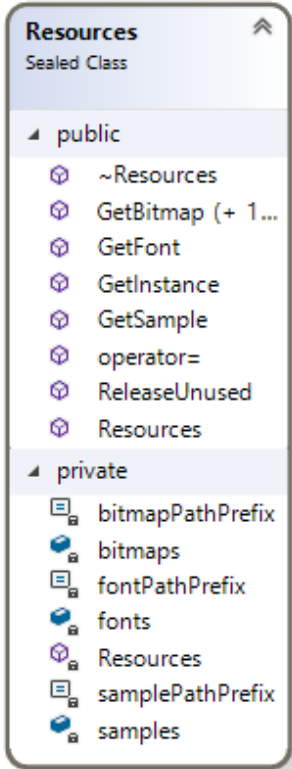 Resources
Sealed Class
public
~Resources
GetBitmap (+ 1...
GetFont
GetInstance
GetSample
operator=
ReleaseUnused
Resources
private
bitmapPathPrefix
bitmaps
fontPathPrefix
fonts
Resources
samplePathPrefix
samples